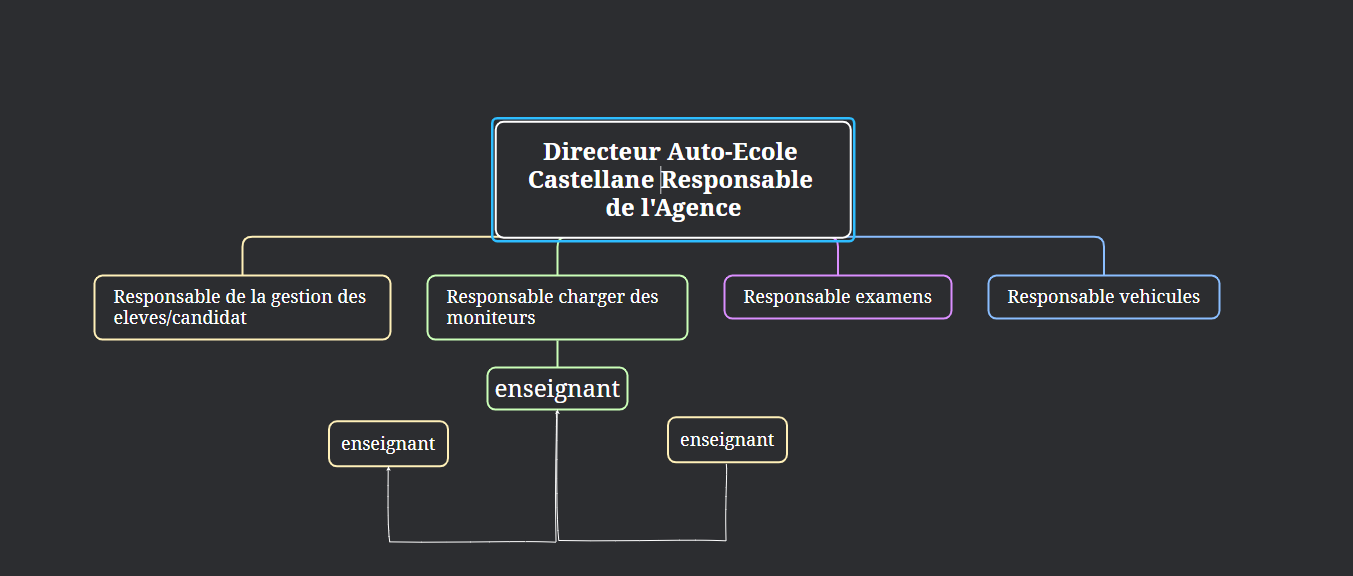 Directeur Auto-Ecole
Castellane Responsable
de l'Agence
Responsable de la gestion des
eleves/candidat
Responsable charger des
moniteurs
Responsable examens
Responsable vehicules
enseignant
enseignant
enseignant